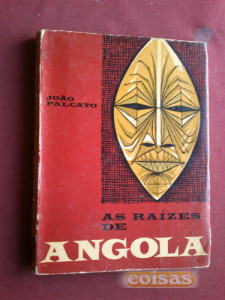 JOÃO
FALCATO
AS RAÍZES
DE
ANGOLA
coisas